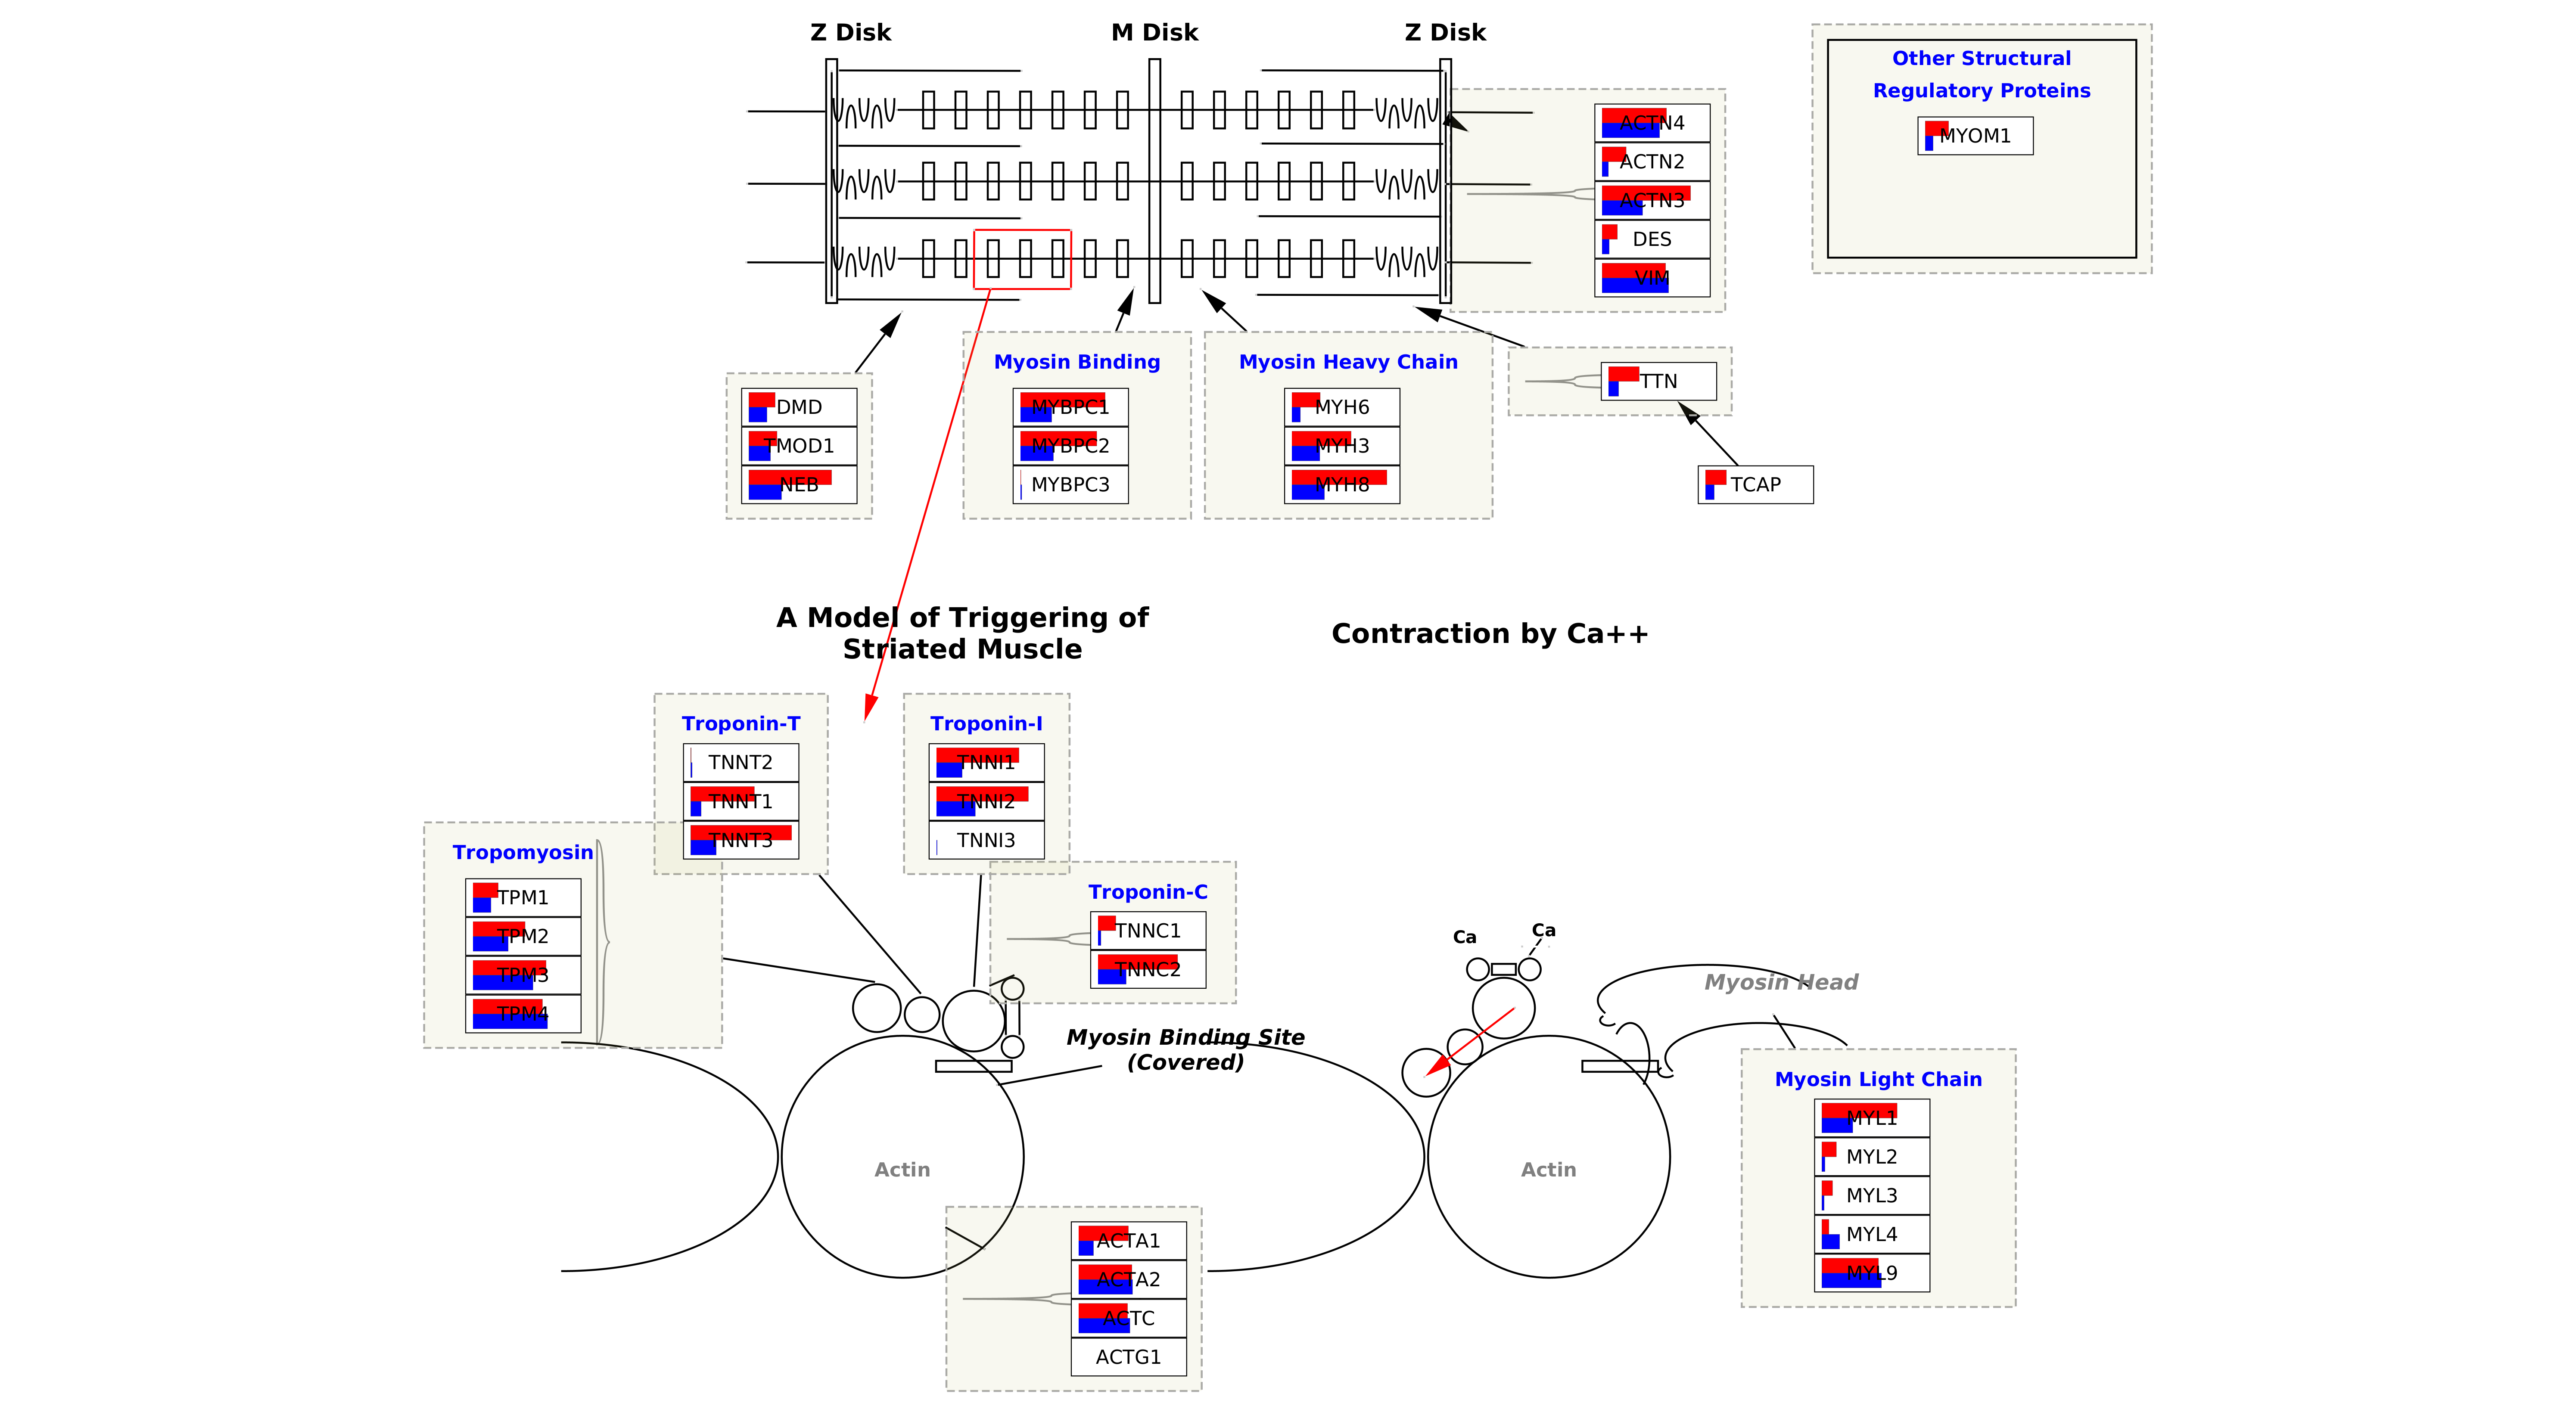 Z Disk
M Disk
Z Disk
Other Structural
Regulatory Proteins
MYOM1
ACTN4
ACTN2
ACTN3
DES
VIM
DMD
TMOD1
NEB
Myosin Binding
MYBPC1
MYBPC2
MYBPC3
Myosin Heavy Chain
MYH6
MYH3
MYH8
TTN
TCAP
A Model of Triggering of
Striated Muscle
Contraction by Ca++
Troponin-T
TNNT2
TNNT1
TNNT3
Troponin-I
TNNI1
TNNI2
TNNI3
Tropomyosin
TPM1
TPM2
TPM3
TPM4
Troponin-C
TNNC1
TNNC2
Ca
Ca
Myosin Head
Myosin Binding Site
(Covered)
Myosin Light Chain
MYL1
MYL2
MYL3
MYL4
MYL9
Actin
Actin
ACTA1
ACTA2
ACTC
ACTG1